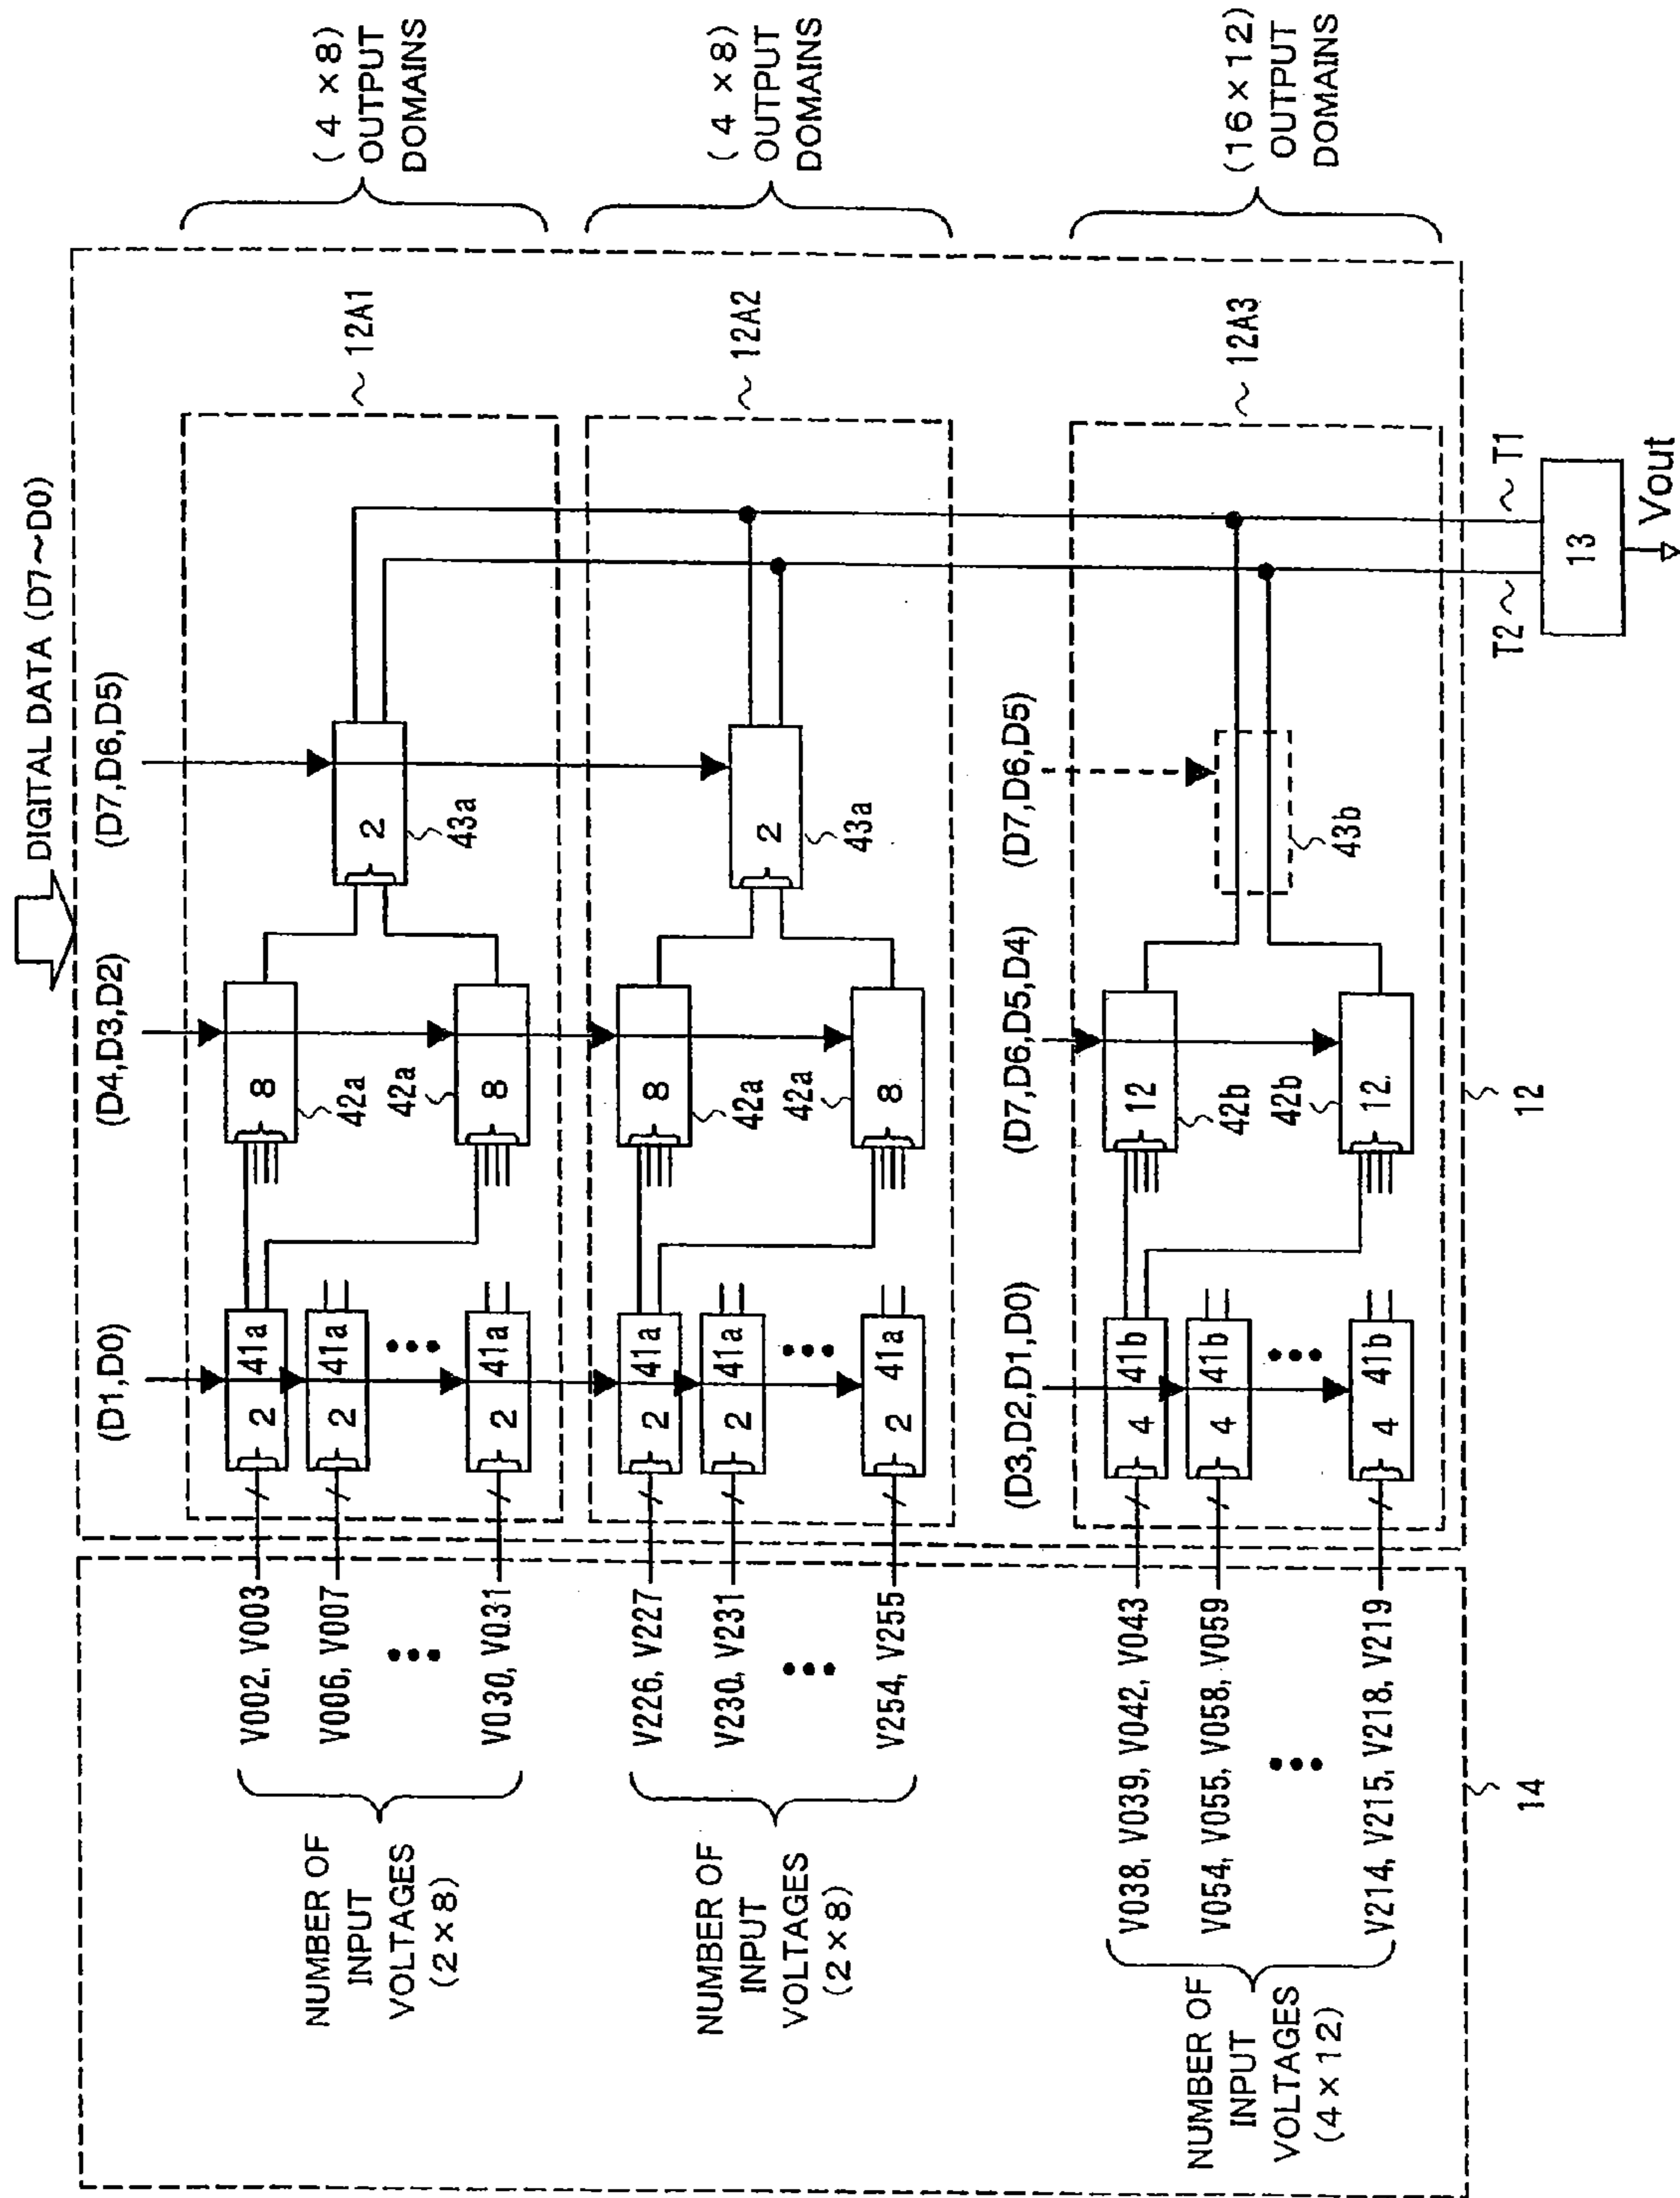 DIGITAL DATA (D7~D0)
(D1,D0)
(D4,D3,D2)
(D7,D6,D5)
NUMBER OF
INPUT
VOLTAGES
(2×8)
V002, V003
V006, V007
V030, V031
2 41a
2 41a
2 41a
8
42a
42a
8
2
43a
12A1
(4 ×8)
OUTPUT
DOMAINS
NUMBER OF
INPUT
VOLTAGES
(2×8)
V226, V227
V230, V231
V254, V255
2 41a
2 41a
2 41a
8
42a
42a
8
2
43a
12A2
(4 ×8)
OUTPUT
DOMAINS
(D3,D2,D1,D0)
(D7,D6,D5,D4)
(D7,D6,D5)
NUMBER OF
INPUT
VOLTAGES
(4×12)
V038, V039, V042, V043
V054, V055, V058, V059
V214, V215, V218, V219
4 41b
4 41b
4 41b
12
42b
42b
12
43b
12A3
(16×12)
OUTPUT
DOMAINS
14
12
T2
T1
13
Vout